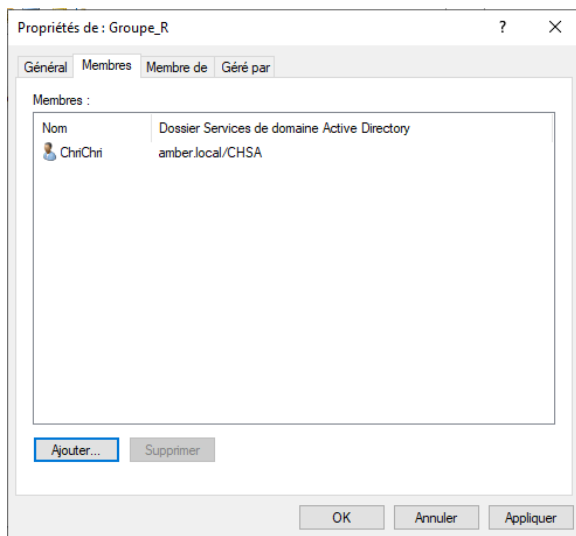 Propriétés de : Groupe_R ? ×
Général Membres Membre de Géré par
Membres :
Nom Dossier Services de domaine Active Directory
ChriChri amber.local/CHSA
Ajouter... Supprimer
OK Annuler Appliquer